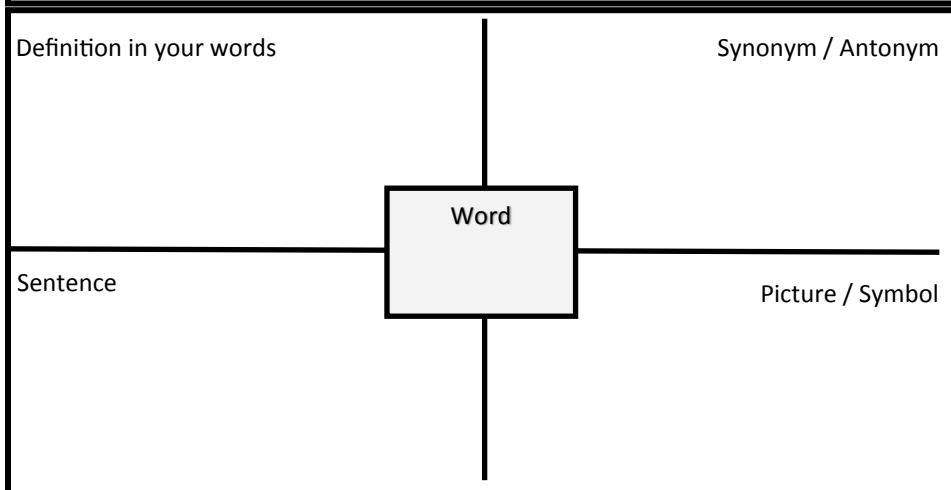 Definition in your words
Synonym / Antonym
Word
Sentence
Picture / Symbol